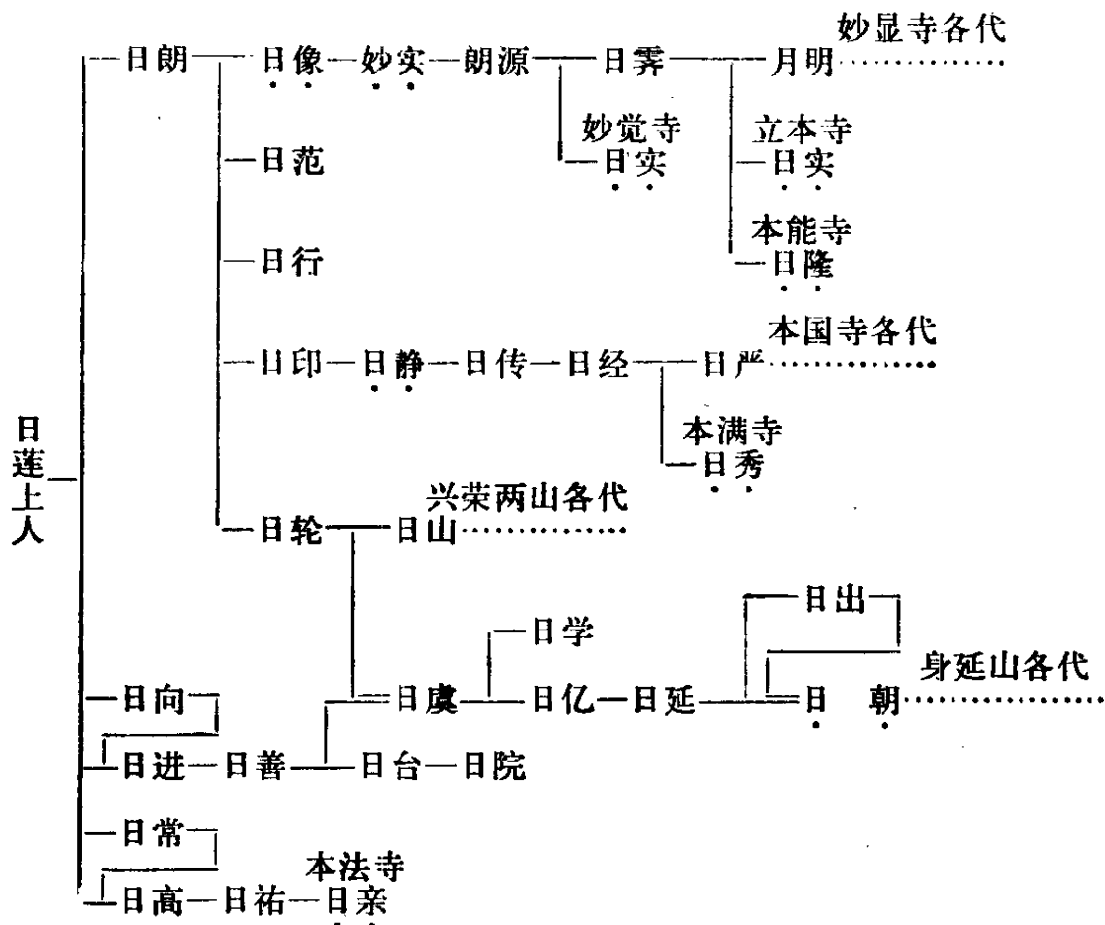 妙显寺各代
日朗 日像 妙实 朗源 日霁 月明
妙觉寺 立本寺
日范 日实 日实
本能寺
日行 日隆
本国寺各代
日印 日静 日传 日经 日严
本满寺
日秀
日莲上人
兴荣两山各代
日轮 日山
日出
日学
身延山各代
日向 日虞 日亿 日延 日朝
日进 日善 日台 日院
日常
本法寺
日高 日祐 日亲